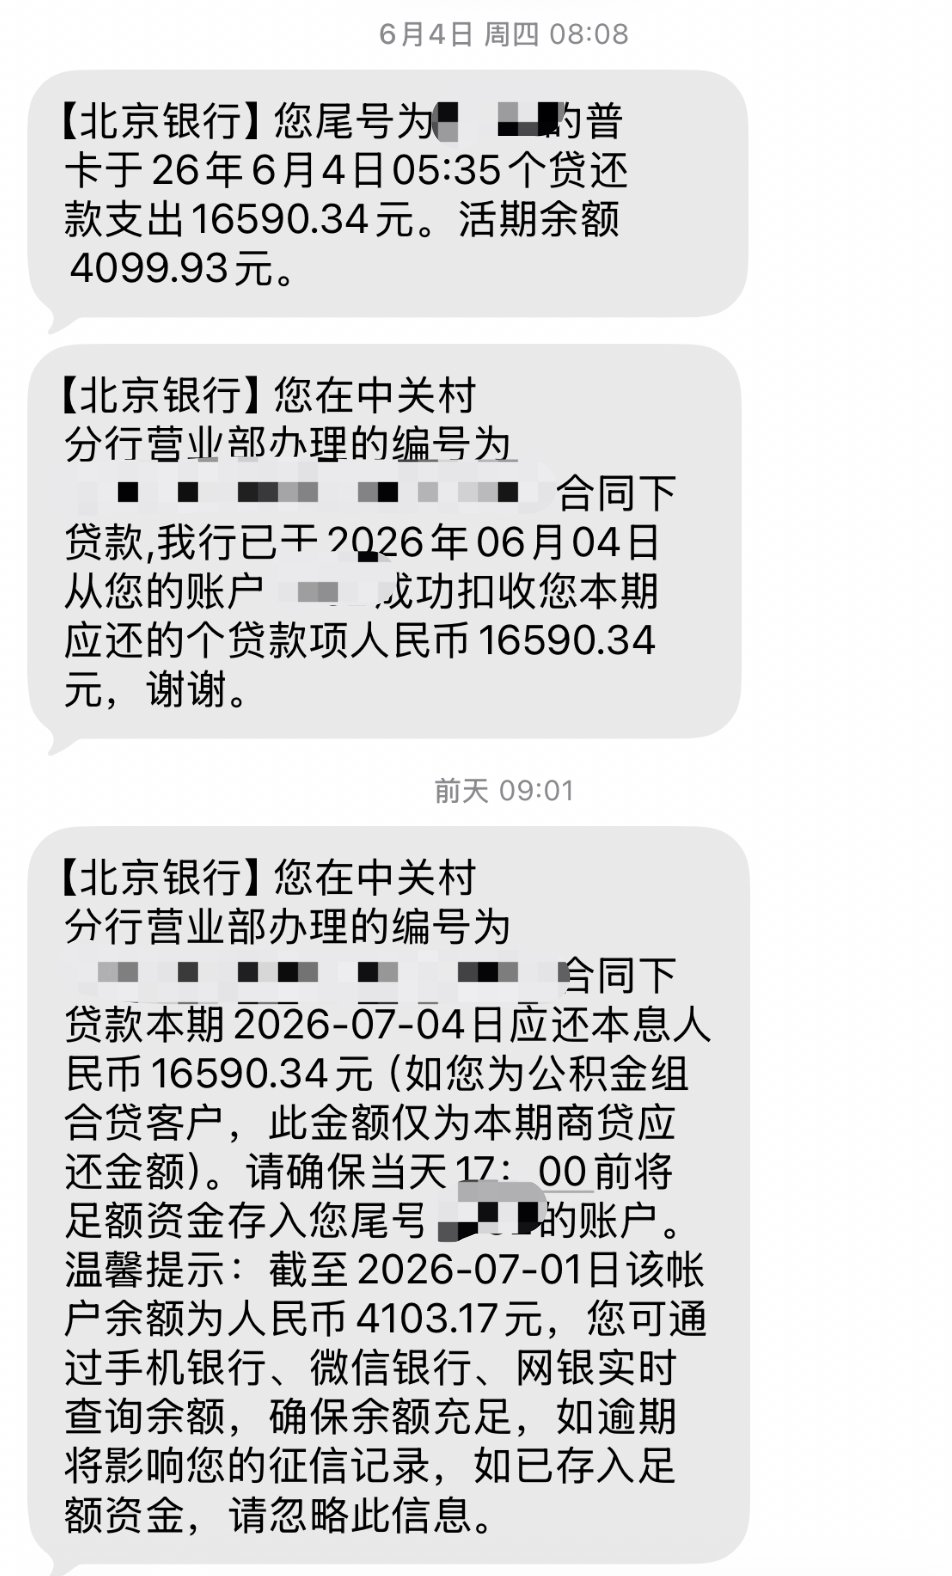 6月4日 周四 08:08
【北京银行】您尾号为 的普
卡于26年6月4日05:35个贷还
款支出16590.34元。活期余额
4099.93元。
【北京银行】您在中关村
分行营业部办理的编号为
合同下
贷款,我行已于2026年06月04日
从您的账户 成功扣收您本期
应还的个贷款项人民币16590.34
元，谢谢。
前天 09:01
【北京银行】您在中关村
分行营业部办理的编号为
合同下
贷款本期2026-07-04日应还本息人
民币16590.34元（如您为公积金组
合贷客户，此金额仅为本期商贷应
还金额）。请确保当天17：00前将
足额资金存入您尾号 的账户。
温馨提示：截至2026-07-01日该帐
户余额为人民币4103.17元，您可通
过手机银行、微信银行、网银实时
查询余额，确保余额充足，如逾期
将影响您的征信记录，如已存入足
额资金，请忽略此信息。